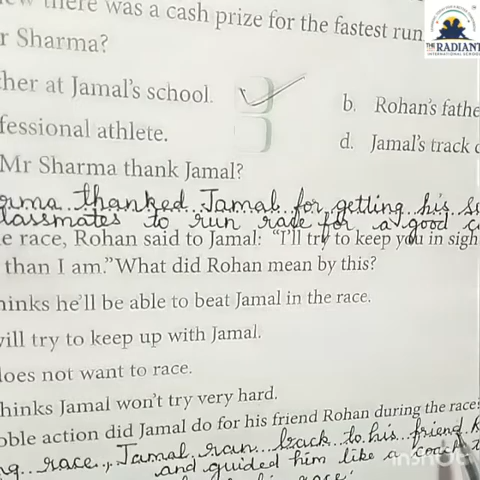 there was a cash prize for the fastest run
r Sharma?
her at Jamal's school.
b. Rohan's fathe
fessional athlete.
d. Jamal's track c
Mr Sharma thank Jamal?
arma thanked Jamal for getting his s
lassmates to run race for a good c
e race, Rohan said to Jamal: "I'll try to keep you in sigh
than I am." What did Rohan mean by this?
hinks he'll be able to beat Jamal in the race.
will try to keep up with Jamal.
does not want to race.
hinks Jamal won't try very hard.
oble action did Jamal do for his friend Rohan during the race
ng race, Jamal ran back to his friend
and guided him like a coach
THE RADIANT
INTERNATIONAL SCHOOL
InShot